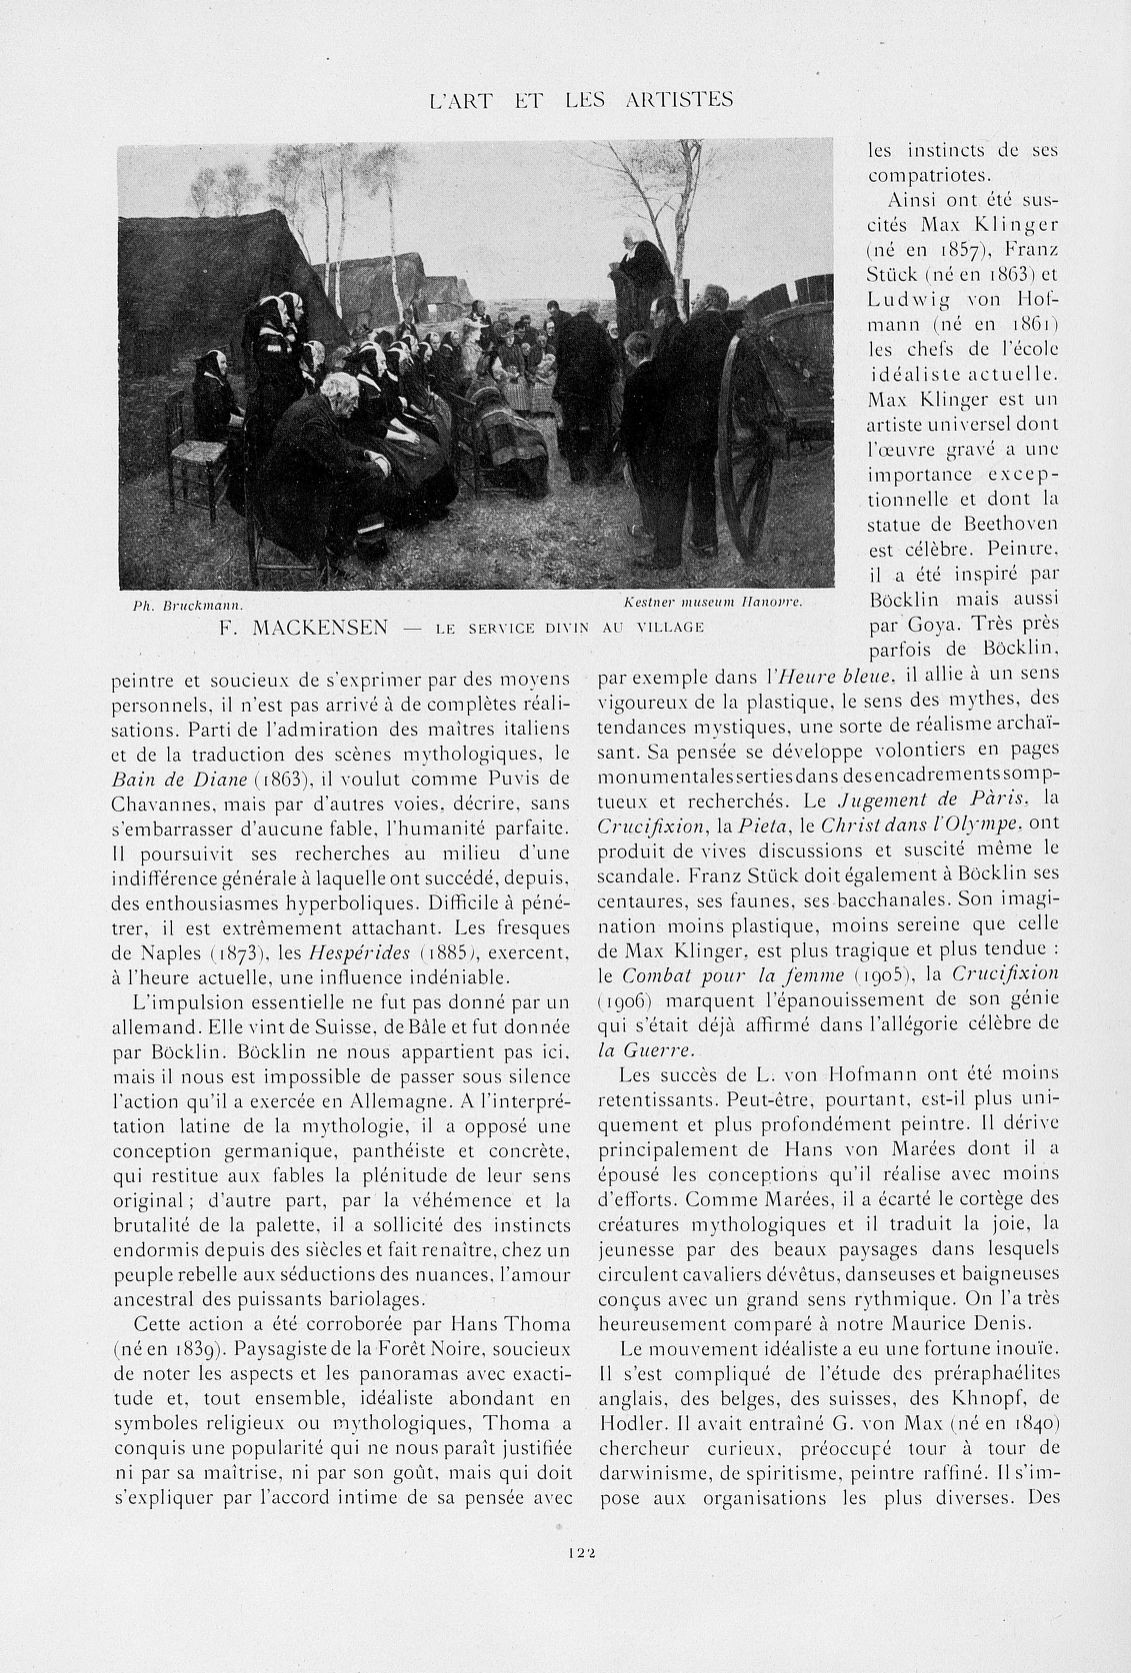 L'ART ET LES ARTISTES
Ph. Bruckmann.
Kestner museum Hanovre.
F. MACKENSEN — LE SERVICE DIVIN AU VILLAGE
peintre et soucieux de s'exprimer par des moyens
personnels, il n'est pas arrivé à de complètes réali-
sations. Parti de l'admiration des maîtres italiens
et de la traduction des scènes mythologiques, le
Bain de Diane (1863), il voulut comme Puvis de
Chavannes, mais par d'autres voies, décrire, sans
s'embarrasser d'aucune fable, l'humanité parfaite.
Il poursuivit ses recherches au milieu d'une
indifférence générale à laquelle ont succédé, depuis,
des enthousiasmes hyperboliques. Difficile à péné-
trer, il est extrêmement attachant. Les fresques
de Naples (1873), les Hespérides (1885), exercent,
à l'heure actuelle, une influence indéniable.
L'impulsion essentielle ne fut pas donné par un
allemand. Elle vint de Suisse, de Bâle et fut donnée
par Böcklin. Böcklin ne nous appartient pas ici,
mais il nous est impossible de passer sous silence
l'action qu'il a exercée en Allemagne. A l'interpré-
tation latine de la mythologie, il a opposé une
conception germanique, panthéiste et concrète,
qui restitue aux fables la plénitude de leur sens
original ; d'autre part, par la véhémence et la
brutalité de la palette, il a sollicité des instincts
endormis depuis des siècles et fait renaître, chez un
peuple rebelle aux séductions des nuances, l'amour
ancestral des puissants bariolages.
Cette action a été corroborée par Hans Thoma
(né en 1839). Paysagiste de la Forêt Noire, soucieux
de noter les aspects et les panoramas avec exacti-
tude et, tout ensemble, idéaliste abondant en
symboles religieux ou mythologiques, Thoma a
conquis une popularité qui ne nous paraît justifiée
ni par sa maîtrise, ni par son goût, mais qui doit
s'expliquer par l'accord intime de sa pensée avec
les instincts de ses
compatriotes.
Ainsi ont été sus-
cités Max Klinger
(né en 1857), Franz
Stück (né en 1863) et
Ludwig von Hof-
mann (né en 1861)
les chefs de l'école
idéaliste actuelle.
Max Klinger est un
artiste universel dont
l'œuvre gravé a une
importance excep-
tionnelle et dont la
statue de Beethoven
est célèbre. Peintre,
il a été inspiré par
Böcklin mais aussi
par Goya. Très près
parfois de Böcklin,
par exemple dans l'Heure bleue, il allie à un sens
vigoureux de la plastique, le sens des mythes, des
tendances mystiques, une sorte de réalisme archaï-
sant. Sa pensée se développe volontiers en pages
monumentales serties dans des encadrements somp-
tueux et recherchés. Le Jugement de Pàris, la
Crucifixion, la Pieta, le Christ dans l'Olympe, ont
produit de vives discussions et suscité même le
scandale. Franz Stück doit également à Böcklin ses
centaures, ses faunes, ses bacchanales. Son imagi-
nation moins plastique, moins sereine que celle
de Max Klinger, est plus tragique et plus tendue :
le Combat pour la femme (1905), la Crucifixion
(1906) marquent l'épanouissement de son génie
qui s'était déjà affirmé dans l'allégorie célèbre de
la Guerre.
Les succès de L. von Hofmann ont été moins
retentissants. Peut-être, pourtant, est-il plus uni-
quement et plus profondément peintre. Il dérive
principalement de Hans von Marées dont il a
épousé les conceptions qu'il réalise avec moins
d'efforts. Comme Marées, il a écarté le cortège des
créatures mythologiques et il traduit la joie, la
jeunesse par des beaux paysages dans lesquels
circulent cavaliers dévêtus, danseuses et baigneuses
conçus avec un grand sens rythmique. On l'a très
heureusement comparé à notre Maurice Denis.
Le mouvement idéaliste a eu une fortune inouïe.
Il s'est compliqué de l'étude des préraphaélites
anglais, des belges, des suisses, des Khnopf, de
Hodler. Il avait entraîné G. von Max (né en 1840)
chercheur curieux, préoccupé tour à tour de
darwinisme, de spiritisme, peintre raffiné. Il s'im-
pose aux organisations les plus diverses. Des
122